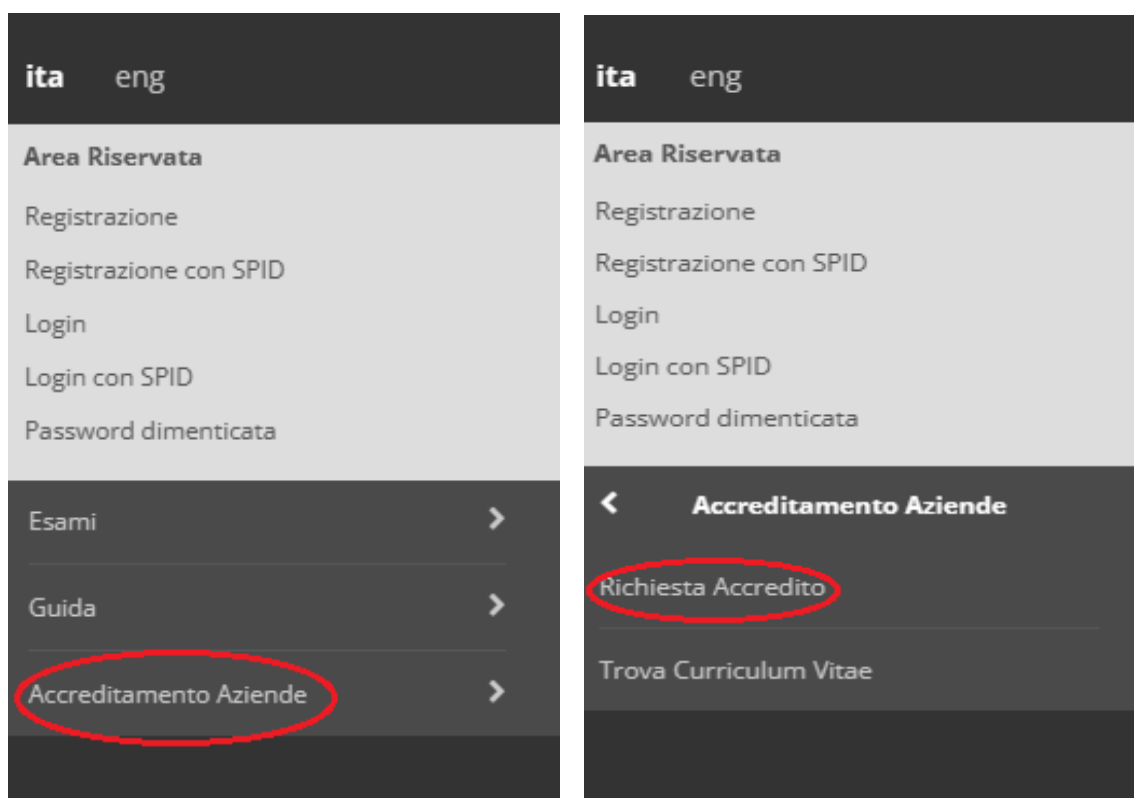 ita eng
Area Riservata
Registrazione
Registrazione con SPID
Login
Login con SPID
Password dimenticata
Esami
Guida
Accreditamento Aziende
ita eng
Area Riservata
Registrazione
Registrazione con SPID
Login
Login con SPID
Password dimenticata
Accreditamento Aziende
Richiesta Accredito
Trova Curriculum Vitae